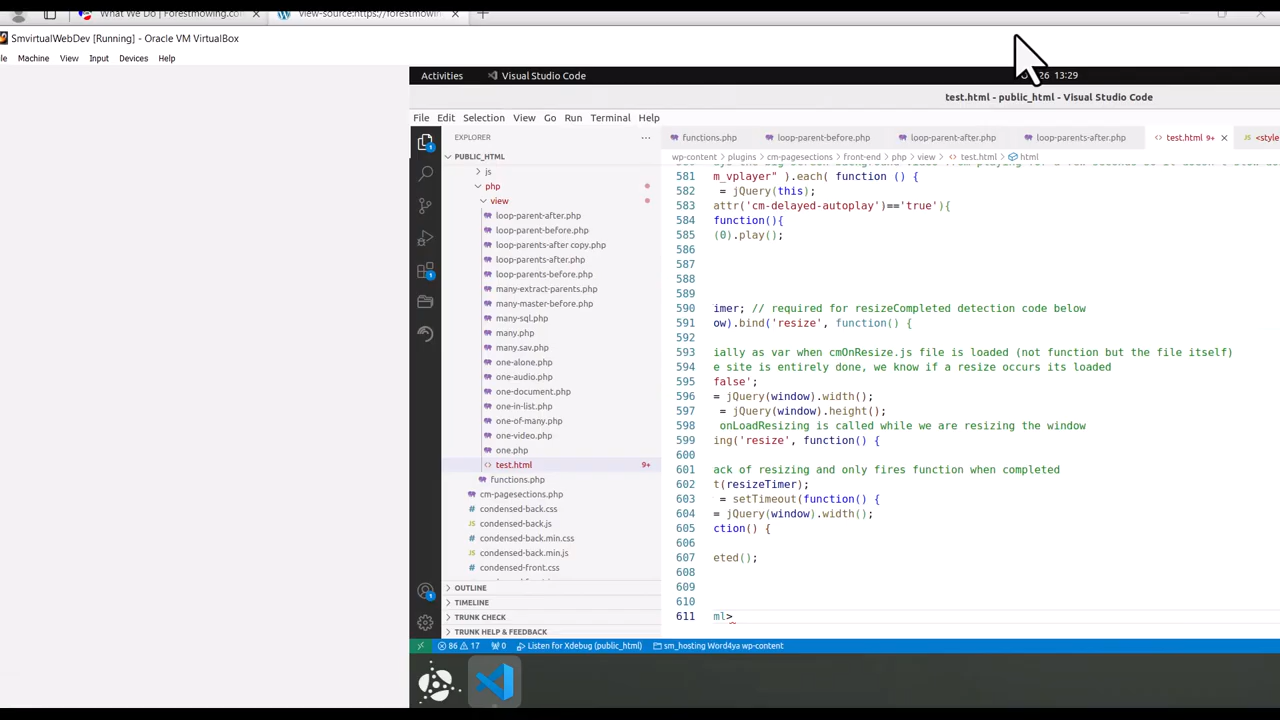 What We Do | Forestmowing.co
view-source:https://forestmowin
SmvirtualWebDev [Running] - Oracle VM VirtualBox
Machine View Input Devices Help
Activities Visual Studio Code 26 13:29
test.html - public_html - Visual Studio Code
File Edit Selection View Go Run Terminal Help
EXPLORER
functions.php loop-parent-before.php loop-parent-after.php loop-parents-after.php test.html 9+ <style
PUBLIC_HTML
wp-content > plugins > cm-pagesections > front-end > php > view > test.html > html
js
php
view
loop-parent-after.php
loop-parent-before.php
loop-parents-after copy.php
loop-parents-after.php
loop-parents-before.php
many-extract-parents.php
many-master-before.php
many-sql.php
many.php
many.sav.php
one-alone.php
one-audio.php
one-document.php
one-in-list.php
one-of-many.php
one-video.php
one.php
test.html 9+
functions.php
cm-pagesections.php
condensed-back.css
condensed-back.js
condensed-back.min.css
condensed-back.min.js
condensed-front.css
OUTLINE
TIMELINE
TRUNK CHECK
TRUNK HELP & FEEDBACK
581 m_vplayer" ).each( function () {
582 = jQuery(this);
583 attr('cm-delayed-autoplay')=='true'){
584 function(){
585 (0).play();
586
587
588
589
590 imer; // required for resizeCompleted detection code below
591 ow).bind('resize', function() {
592
593 ially as var when cmOnResize.js file is loaded (not function but the file itself)
594 e site is entirely done, we know if a resize occurs its loaded
595 false';
596 = jQuery(window).width();
597 = jQuery(window).height();
598 onLoadResizing is called while we are resizing the window
599 ing('resize', function() {
600
601 ack of resizing and only fires function when completed
602 t(resizeTimer);
603 = setTimeout(function() {
604 = jQuery(window).width();
605 ction() {
606
607 eted();
608
609
610
611 ml>
86 17 0 Listen for Xdebug (public_html) sm_hosting Word4ya wp-content